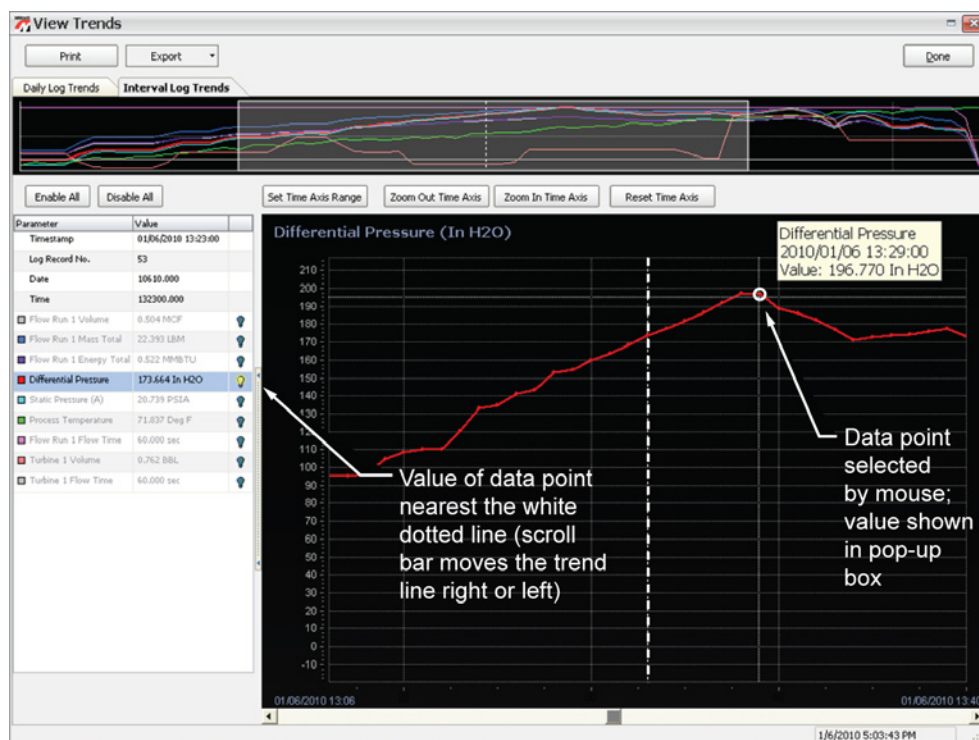 View Trends
Print
Export
Done
Daily Log Trends
Interval Log Trends
Enable All
Disable All
Set Time Axis Range
Zoom Out Time Axis
Zoom In Time Axis
Reset Time Axis
Parameter Value
Timestamp 01/06/2010 13:23:00
Log Record No. 53
Date 10610.000
Time 132300.000
Flow Run 1 Volume 0.504 MCF
Flow Run 1 Mass Total 22.393 LBM
Flow Run 1 Energy Total 0.522 MMBTU
Differential Pressure 173.664 In H2O
Static Pressure (A) 20.739 PSIA
Process Temperature 71.837 Deg F
Flow Run 1 Flow Time 60.000 sec
Turbine 1 Volume 0.762 BBL
Turbine 1 Flow Time 60.000 sec
Differential Pressure (In H2O)
Differential Pressure
2010/01/06 13:29:00
Value: 196.770 In H2O
210
200
190
180
170
160
150
140
130
120
110
100
90
80
70
60
50
40
30
20
10
0
-10
Value of data point
nearest the white
dotted line (scroll
bar moves the trend
line right or left)
Data point
selected
by mouse;
value shown
in pop-up
box
01/06/2010 13:06
01/06/2010 13:40
1/6/2010 5:03:43 PM